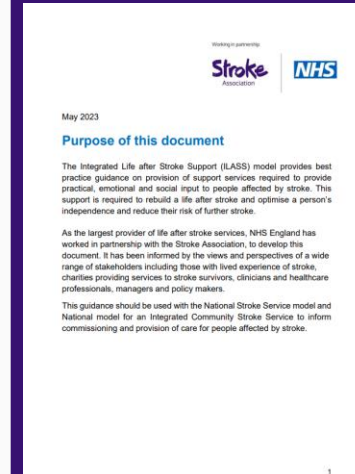 Working in partnership
Stroke
Association
NHS
May 2023
Purpose of this document
The Integrated Life after Stroke Support (ILASS) model provides best
practice guidance on provision of support services required to provide
practical, emotional and social input to people affected by stroke. This
support is required to rebuild a life after stroke and optimise a person's
independence and reduce their risk of further stroke.
As the largest provider of life after stroke services, NHS England has
worked in partnership with the Stroke Association, to develop this
document. It has been informed by the views and perspectives of a wide
range of stakeholders including those with lived experience of stroke,
charities providing services to stroke survivors, clinicians and healthcare
professionals, managers and policy makers.
This guidance should be used with the National Stroke Service model and
National model for an Integrated Community Stroke Service to inform
commissioning and provision of care for people affected by stroke.
1